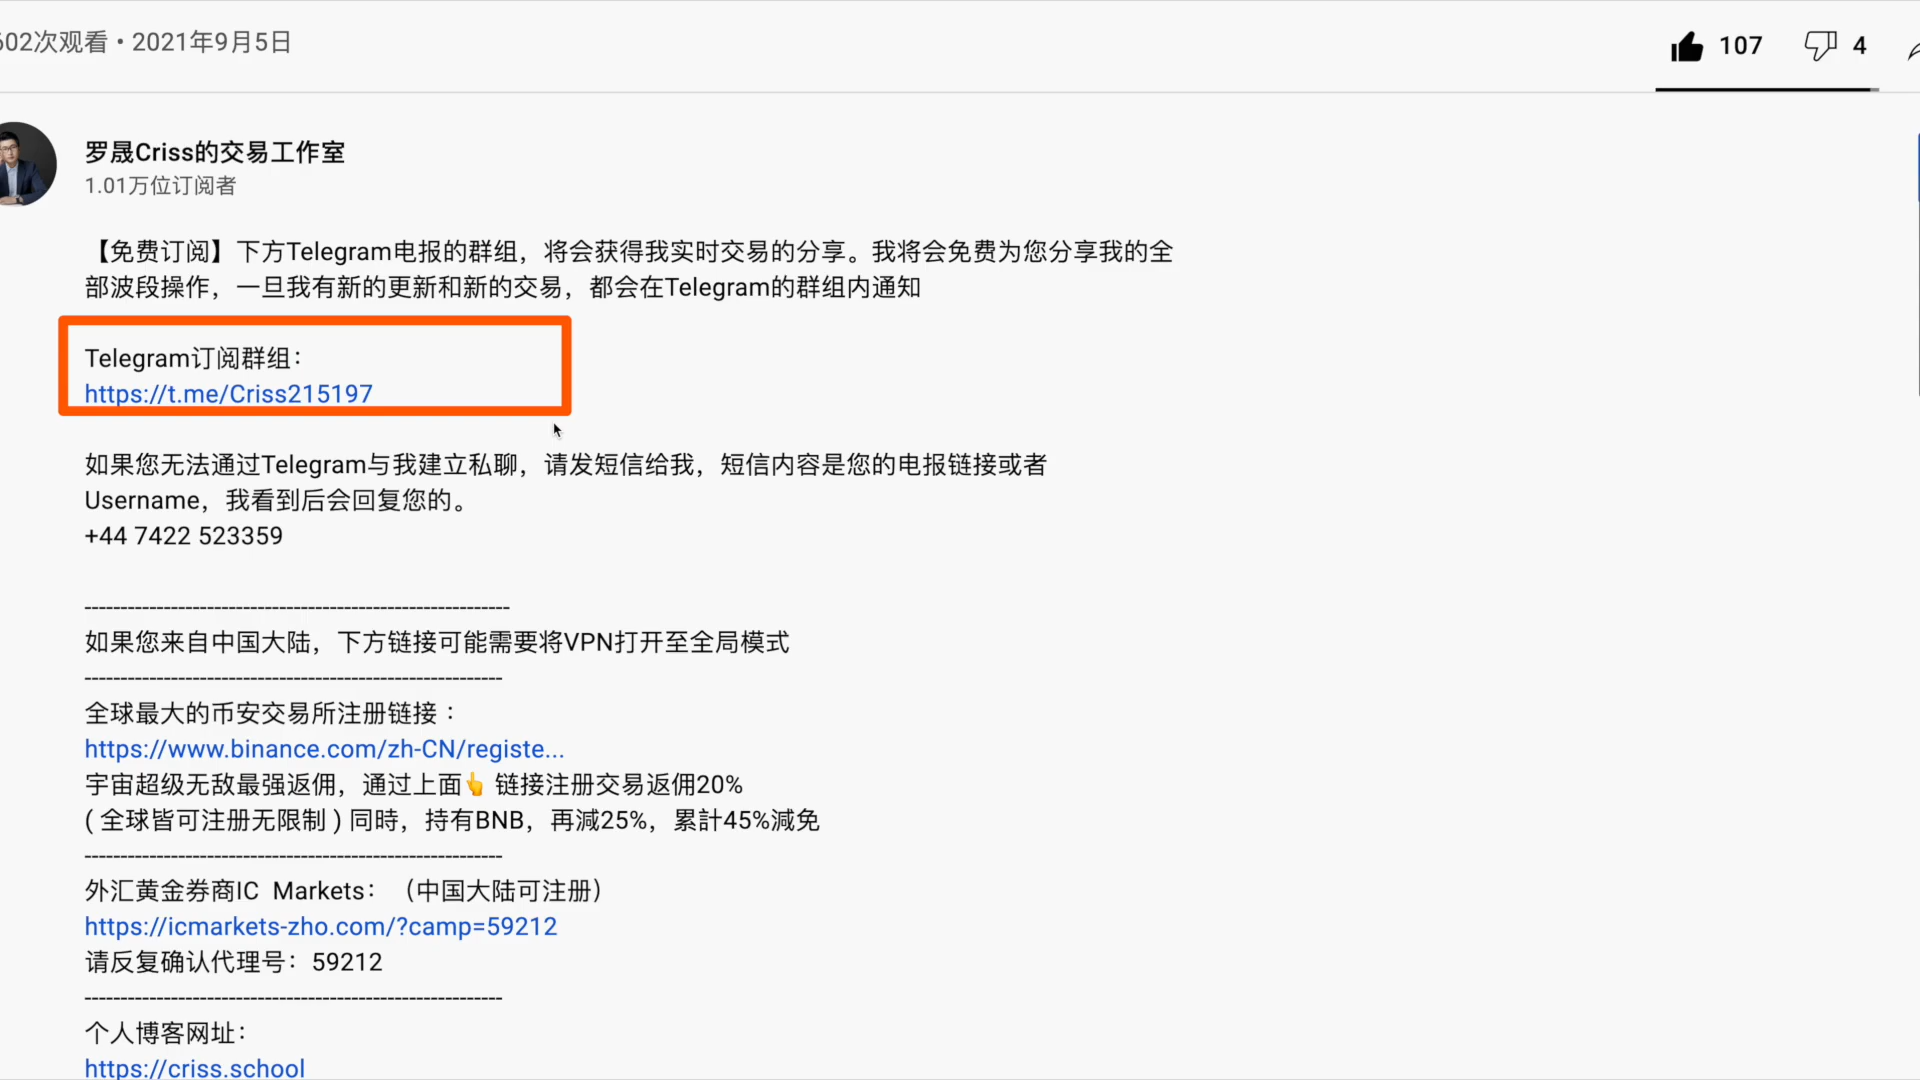 602次观看 • 2021年9月5日
107
4
罗晟Criss的交易工作室
1.01万位订阅者
【免费订阅】下方Telegram电报的群组，将会获得我实时交易的分享。我将会免费为您分享我的全
部波段操作，一旦我有新的更新和新的交易，都会在Telegram的群组内通知
Telegram订阅群组：
https://t.me/Criss215197
如果您无法通过Telegram与我建立私聊，请发短信给我，短信内容是您的电报链接或者
Username，我看到后会回复您的。
+44 7422 523359
-----------------------------------------------------------
如果您来自中国大陆，下方链接可能需要将VPN打开至全局模式
----------------------------------------------------------
全球最大的币安交易所注册链接 ：
https://www.binance.com/zh-CN/registe...
宇宙超级无敌最强返佣，通过上面👆 链接注册交易返佣20%
( 全球皆可注册无限制 ) 同時，持有BNB，再減25%，累計45%減免
----------------------------------------------------------
外汇黄金券商IC  Markets： （中国大陆可注册）
https://icmarkets-zho.com/?camp=59212
请反复确认代理号：59212
----------------------------------------------------------
个人博客网址：
https://criss.school